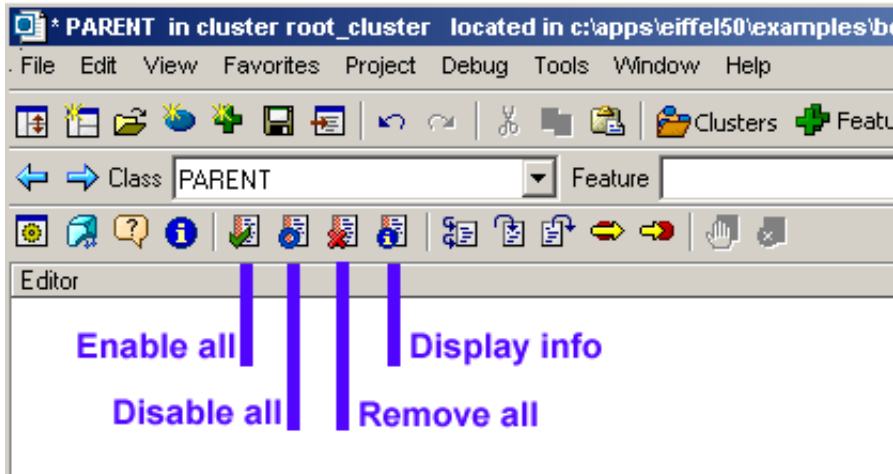 * PARENT in cluster root_cluster located in c:\apps\eiffel50\examples\b
File Edit View Favorites Project Debug Tools Window Help
Clusters Featu
Class PARENT Feature
Editor
Enable all Display info
Disable all Remove all